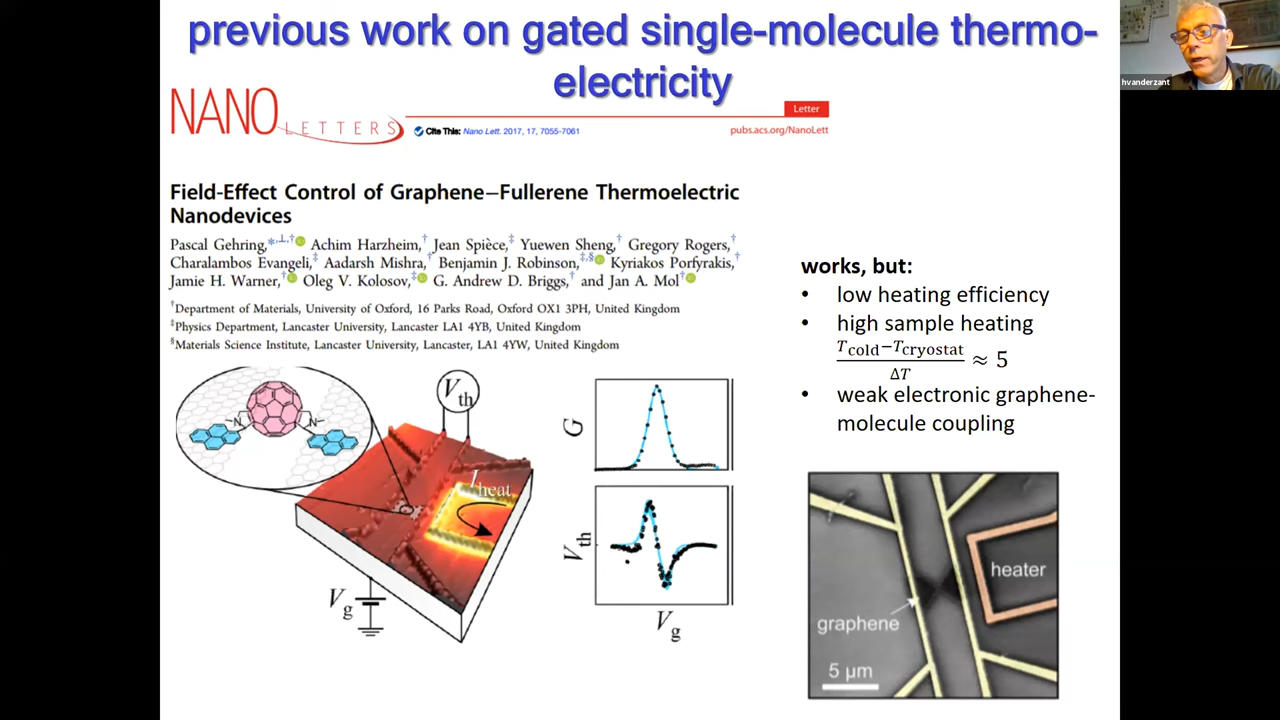 previous work on gated single-molecule thermo-
electricity
NANO LETTERS
Letter
Cite This: Nano Lett. 2017, 17, 7055-7061
pubs.acs.org/NanoLett
Field-Effect Control of Graphene−Fullerene Thermoelectric
Nanodevices
Pascal Gehring,*,⊥,† Achim Harzheim,† Jean Spièce,‡ Yuewen Sheng,† Gregory Rogers,†
Charalambos Evangeli,‡ Aadarsh Mishra,† Benjamin J. Robinson,‡,§ Kyriakos Porfyrakis,†
Jamie H. Warner,† Oleg V. Kolosov,‡ G. Andrew D. Briggs,† and Jan A. Mol†
†Department of Materials, University of Oxford, 16 Parks Road, Oxford OX1 3PH, United Kingdom
‡Physics Department, Lancaster University, Lancaster LA1 4YB, United Kingdom
§Materials Science Institute, Lancaster University, Lancaster, LA1 4YW, United Kingdom
N
N
Vth
Iheat
Vg
G
Vth
Vg
works, but:
• low heating efficiency
• high sample heating
Tcold−Tcryostat
ΔT
≈ 5
• weak electronic graphene-
molecule coupling
heater
graphene
5 µm
hvanderzant